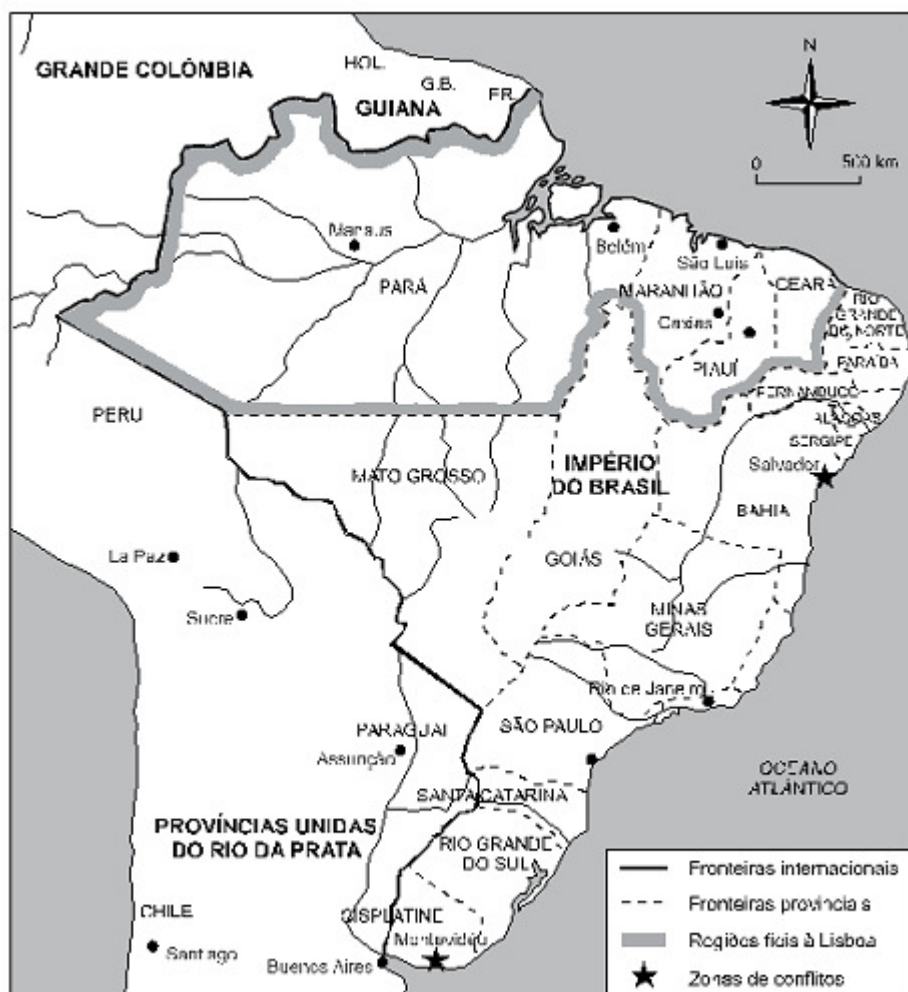 GRANDE COLÔMBIA
HOL.
G.B.
FR.
GUIANA
N
0 500 km
Manaus
Belém
São Luis
PARÁ
MARANHÃO
CEARÁ
RIO
GRANDE
DO NORTE
Caxias
PIAUÍ
PARAÍBA
PERNAMBUCO
ALAGOAS
SERGIPE
PERU
MATO GROSSO
IMPÉRIO
DO BRASIL
Salvador
BAHIA
La Paz
GOIÁS
Sucre
MINAS
GERAIS
Rio de Janeiro
PARAGUAI
SÃO PAULO
Assunção
OCEANO
ATLÂNTICO
SANTA CATARINA
PROVÍNCIAS UNIDAS
DO RIO DA PRATA
RIO GRANDE
DO SUL
CISPLATINE
CHILE
Montevidéu
Santiago
Buenos Aires
Fronteiras internacionais
Fronteiras provinciais
Regiões fiéis à Lisboa
Zonas de conflitos